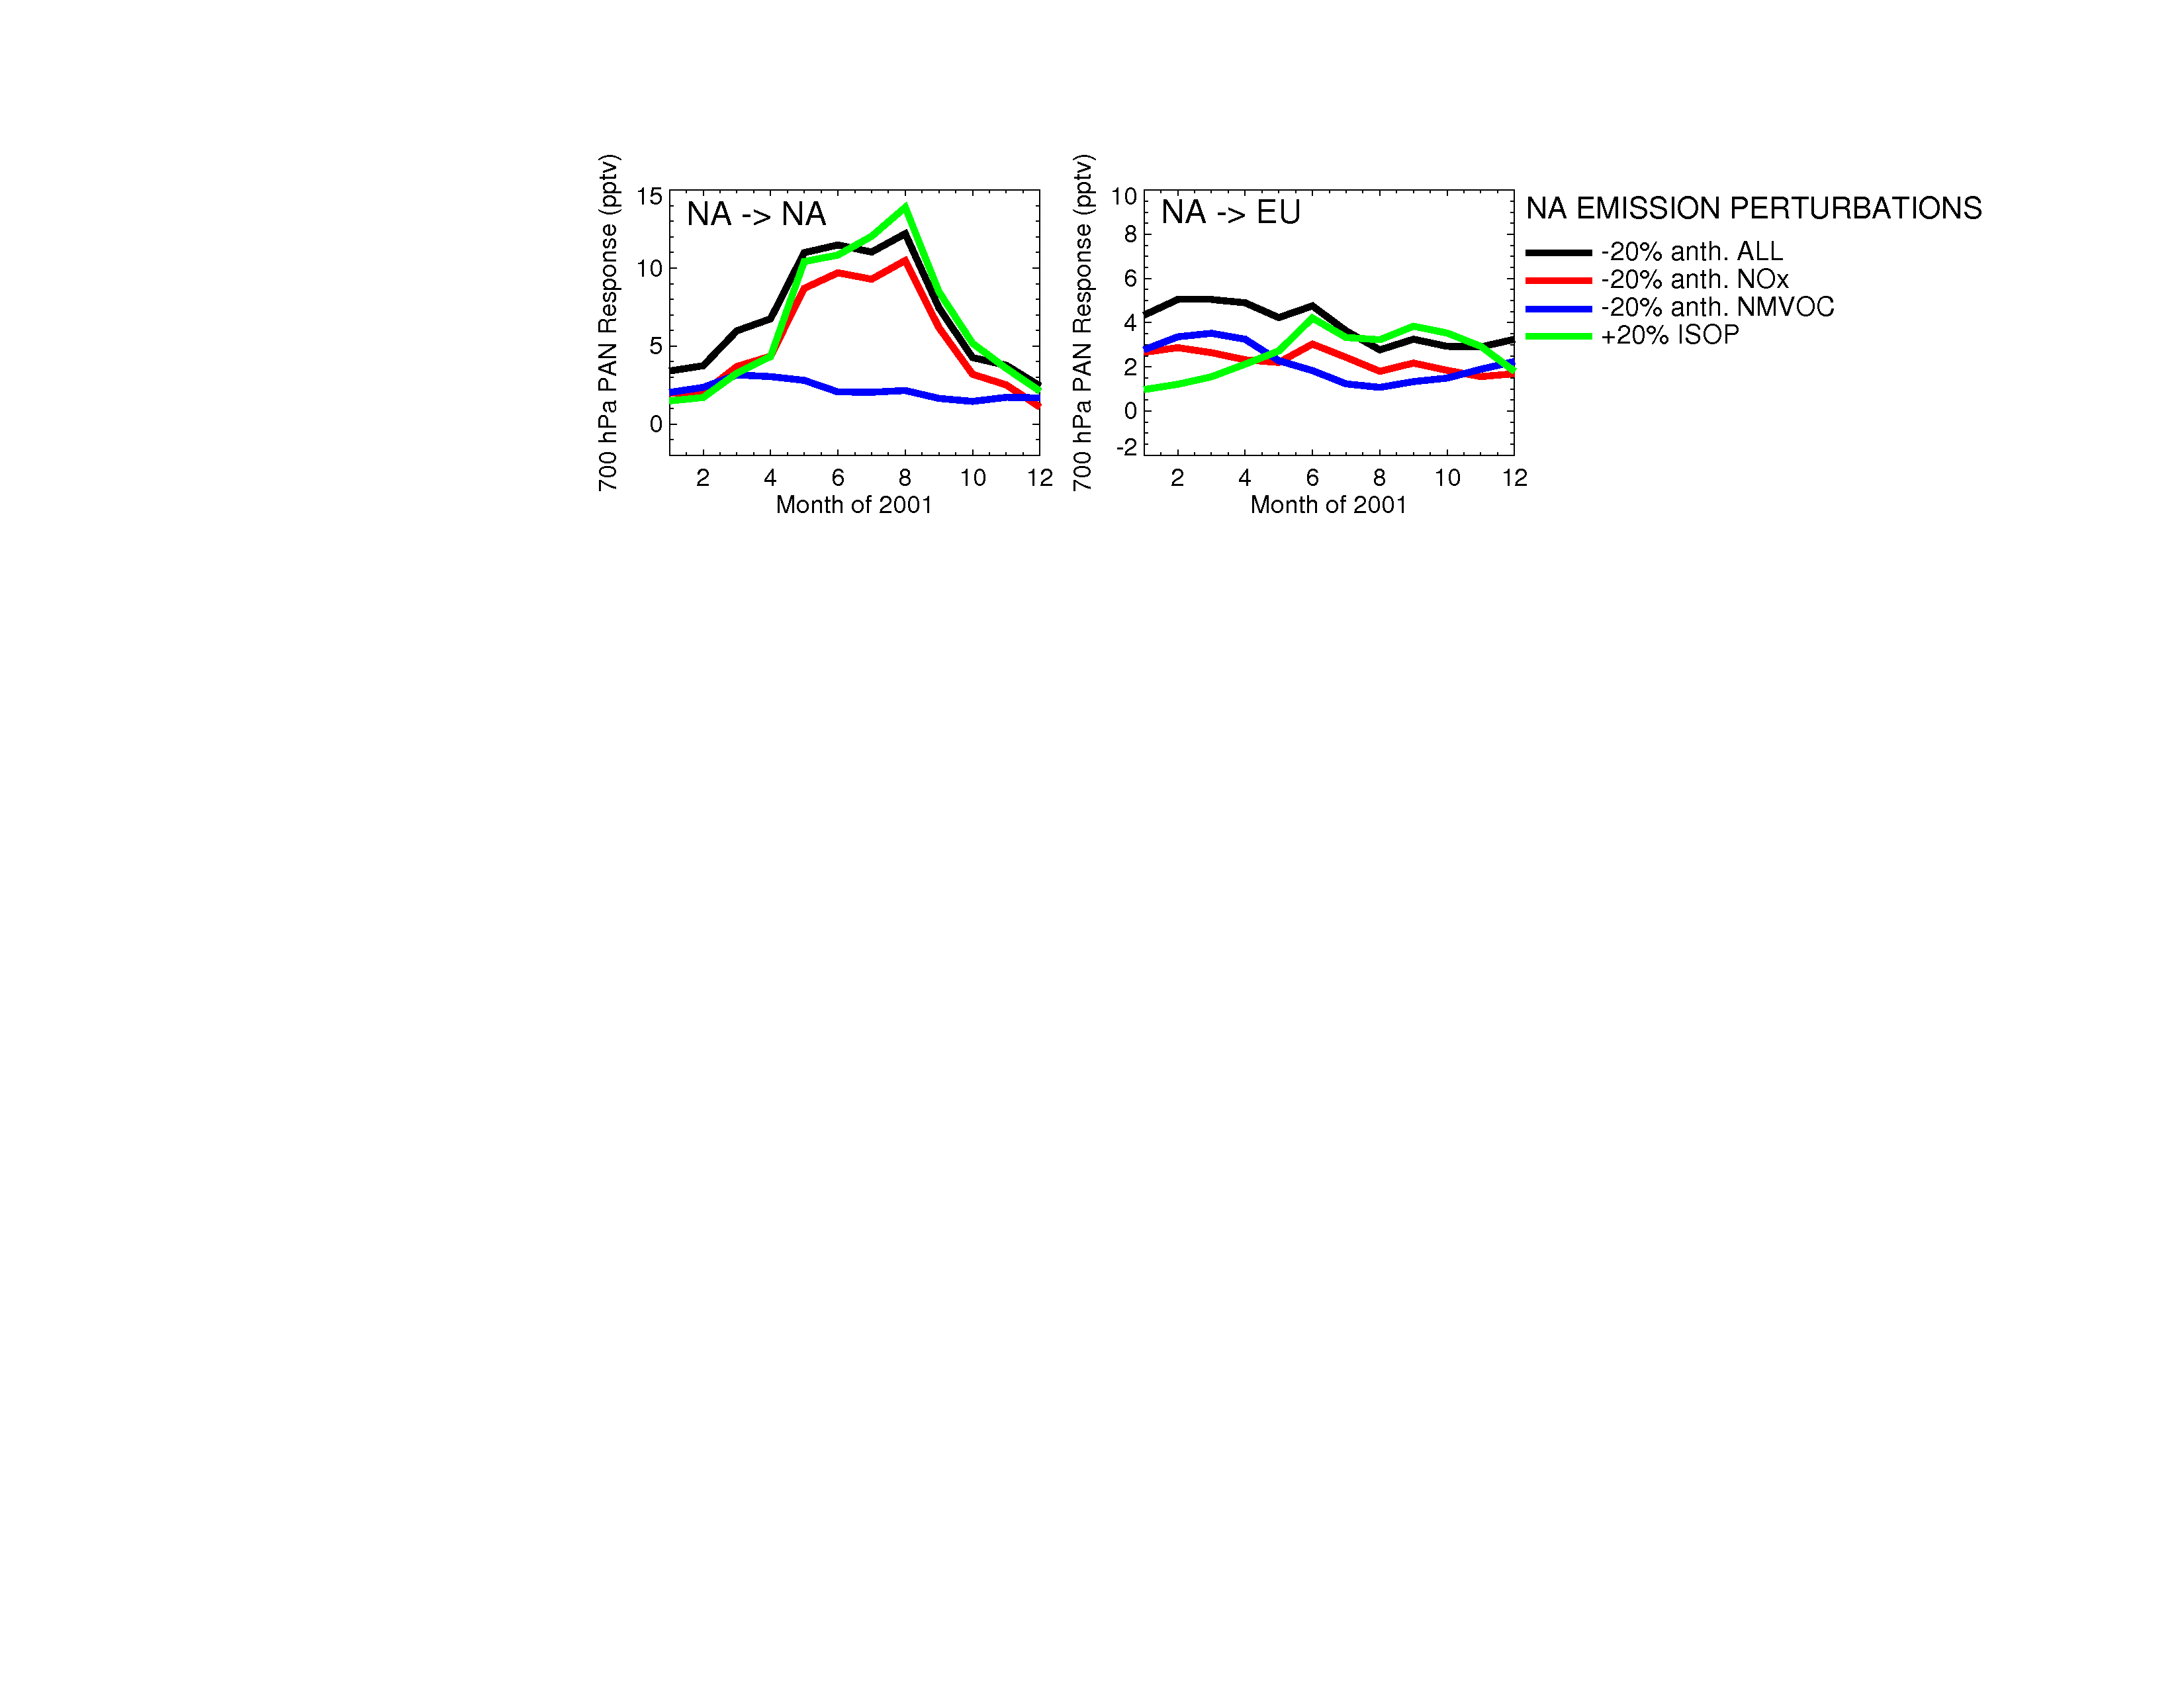 700 hPa PAN Response (pptv)
15
10
5
0
NA -> NA
2 4 6 8 10 12
Month of 2001
700 hPa PAN Response (pptv)
10
8
6
4
2
0
-2
NA -> EU
2 4 6 8 10 12
Month of 2001
NA EMISSION PERTURBATIONS
-20% anth. ALL
-20% anth. NOx
-20% anth. NMVOC
+20% ISOP